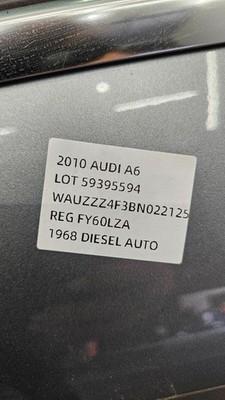 2010 AUDI A6
LOT 59395594
WAUZZZ4F3BN022125
REG FY60LZA
1968 DIESEL AUTO